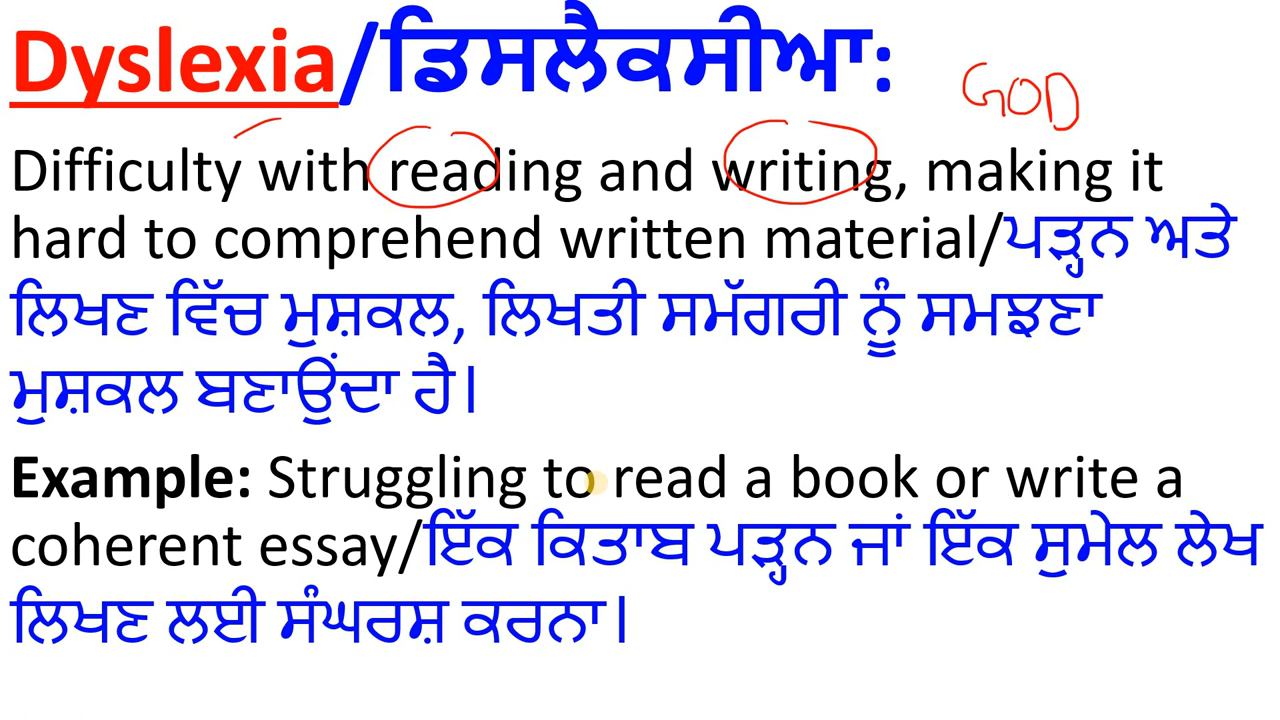 Dyslexia/ਡਿਸਲੈਕਸੀਆ:
GOD
Difficulty with reading and writing, making it
hard to comprehend written material/ਪੜ੍ਹਨ ਅਤੇ
ਲਿਖਣ ਵਿੱਚ ਮੁਸ਼ਕਲ, ਲਿਖਤੀ ਸਮੱਗਰੀ ਨੂੰ ਸਮਝਣਾ
ਮੁਸ਼ਕਲ ਬਣਾਉਂਦਾ ਹੈ।
Example: Struggling to read a book or write a
coherent essay/ਇੱਕ ਕਿਤਾਬ ਪੜ੍ਹਨ ਜਾਂ ਇੱਕ ਸੁਮੇਲ ਲੇਖ
ਲਿਖਣ ਲਈ ਸੰਘਰਸ਼ ਕਰਨਾ।